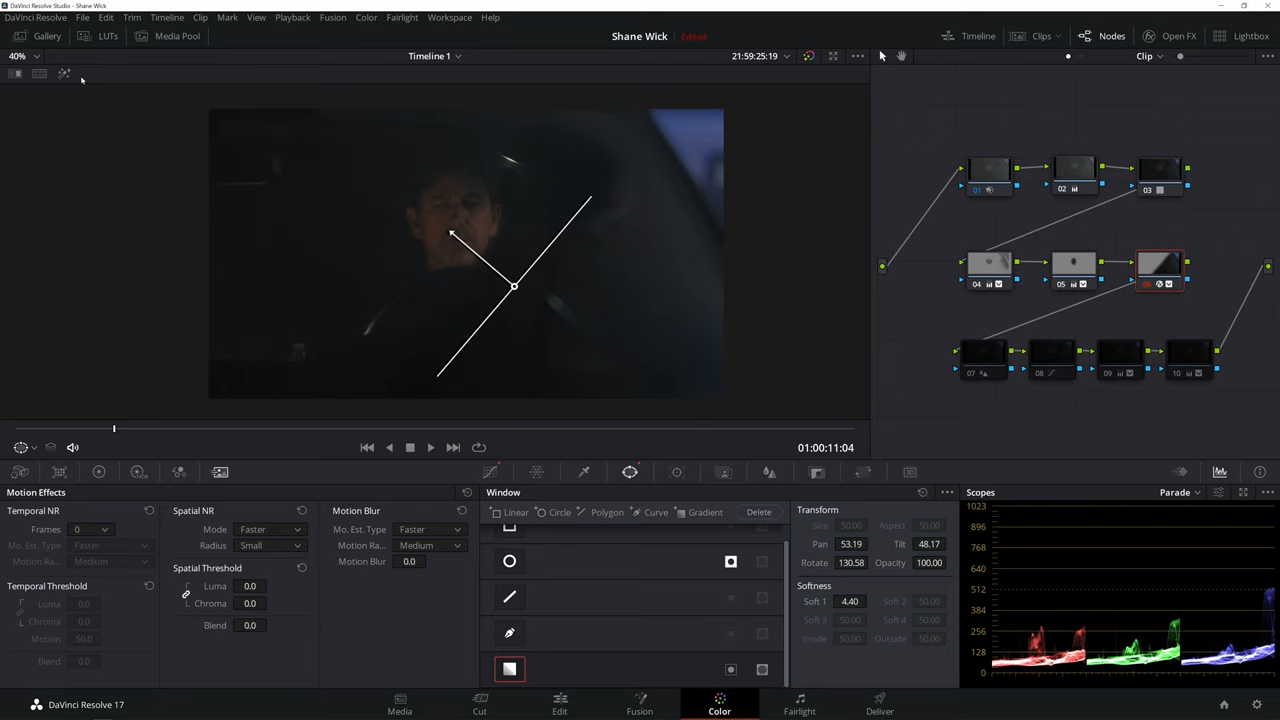 DaVinci Resolve Studio - Shane Wick
DaVinci Resolve File Edit Trim Timeline Clip Mark View Playback Fusion Color Fairlight Workspace Help
Gallery LUTs Media Pool Shane Wick Edited Timeline Clips Nodes Open FX Lightbox
40% Timeline 1 21:59:25:19 Clip
01 02 03
04 05 06
07 08 09 10
01:00:11:04
Motion Effects Window Scopes Parade
Temporal NR Spatial NR Motion Blur
Linear Circle Polygon Curve Gradient Delete
Transform
Frames 0 Mode Faster Mo. Est. Type Faster
Size 50.00 Aspect 50.00
Mo. Est. Type Faster Radius Small Motion Ra... Medium
Pan 53.19 Tilt 48.17
Motion Ra... Medium Motion Blur 0.0
Rotate 130.58 Opacity 100.00
Spatial Threshold
Temporal Threshold Luma 0.0
Softness
Luma 0.0 Chroma 0.0
Soft 1 4.40 Soft 2 50.00
Chroma 0.0 Blend 0.0
Soft 3 50.00 Soft 4 50.00
Motion 50.0
Inside 50.00 Outside 50.00
Blend 0.0
1023
896
768
640
512
384
256
128
0
DaVinci Resolve 17 Media Cut Edit Fusion Color Fairlight Deliver